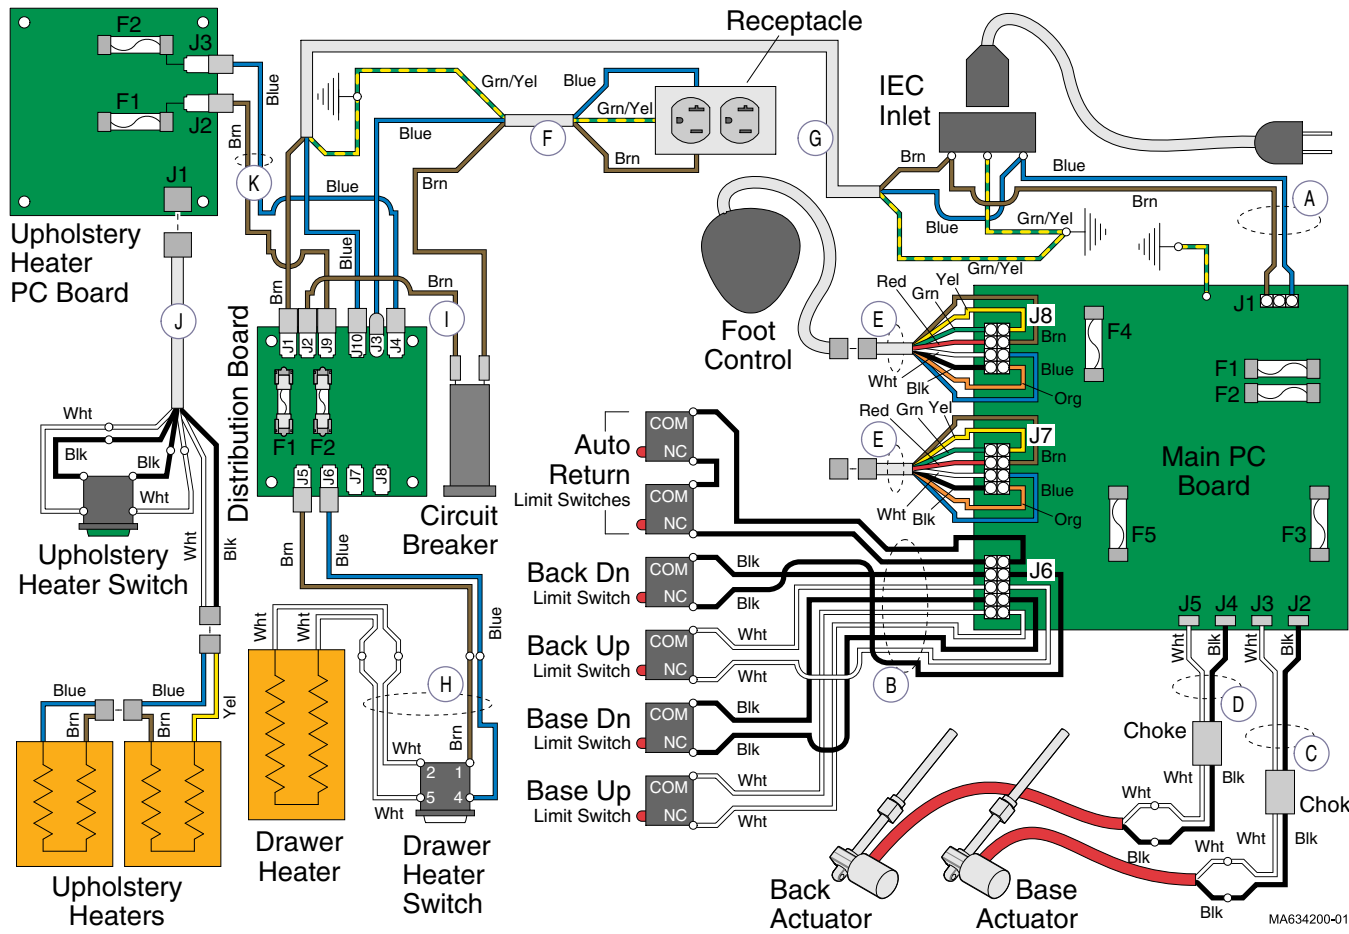 F2
J3
F1
J2
J1
Blue
Brn
K
Upholstery
Heater
PC Board
J
Wht
Blk
Blk
Wht
Upholstery
Heater Switch
Wht
Blk
Blue
Brn
Blue
Brn
Yel
Upholstery
Heaters
Receptacle
Grn/Yel
Blue
Grn/Yel
Blue
F
Brn
Brn
Blue
Blue
Brn
I
J1
J2
J9
J10
J3
J4
F1
F2
J5
J6
J7
J8
Distribution Board
Circuit
Breaker
Brn
Blue
Blue
Wht
Wht
H
Brn
Wht
Wht
2
1
5
4
Drawer
Heater
Drawer
Heater
Switch
G
IEC
Inlet
Brn
Blue
Blue
Brn
Grn/Yel
Grn/Yel
A
Foot
Control
E
Red
Grn
Yel
Wht
Blk
J8
Brn
Blue
Org
E
Red
Grn
Yel
Wht
Blk
J7
Brn
Blue
Org
J1
F4
F1
F2
Main PC
Board
F5
F3
J6
J5
J4
J3
J2
Auto
Return
Limit Switches
COM
NC
COM
NC
Back Dn
Limit Switch
COM
NC
Blk
Blk
Back Up
Limit Switch
COM
NC
Wht
Wht
Base Dn
Limit Switch
COM
NC
Blk
Blk
Base Up
Limit Switch
COM
NC
Wht
Wht
B
Wht
Blk
Wht
Blk
D
C
Choke
Chok
Wht
Blk
Wht
Blk
Wht
Blk
Wht
Blk
Back
Actuator
Base
Actuator
MA634200-01